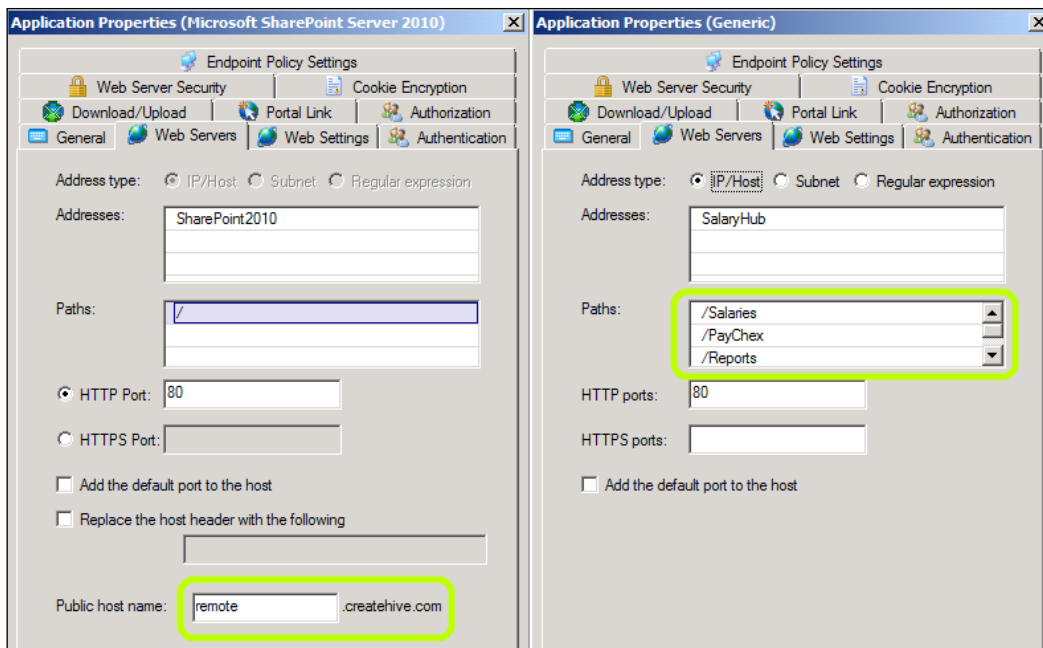 Application Properties (Microsoft SharePoint Server 2010)
Endpoint Policy Settings
Web Server Security
Cookie Encryption
Download/Upload
Portal Link
Authorization
General
Web Servers
Web Settings
Authentication
Address type:
IP/Host
Subnet
Regular expression
Addresses:
SharePoint2010
Paths:
/
HTTP Port:
80
HTTPS Port:
Add the default port to the host
Replace the host header with the following
Public host name:
remote
.createhive.com
Application Properties (Generic)
Endpoint Policy Settings
Web Server Security
Cookie Encryption
Download/Upload
Portal Link
Authorization
General
Web Servers
Web Settings
Authentication
Address type:
IP/Host
Subnet
Regular expression
Addresses:
SalaryHub
Paths:
/Salaries
/PayChex
/Reports
HTTP ports:
80
HTTPS ports:
Add the default port to the host